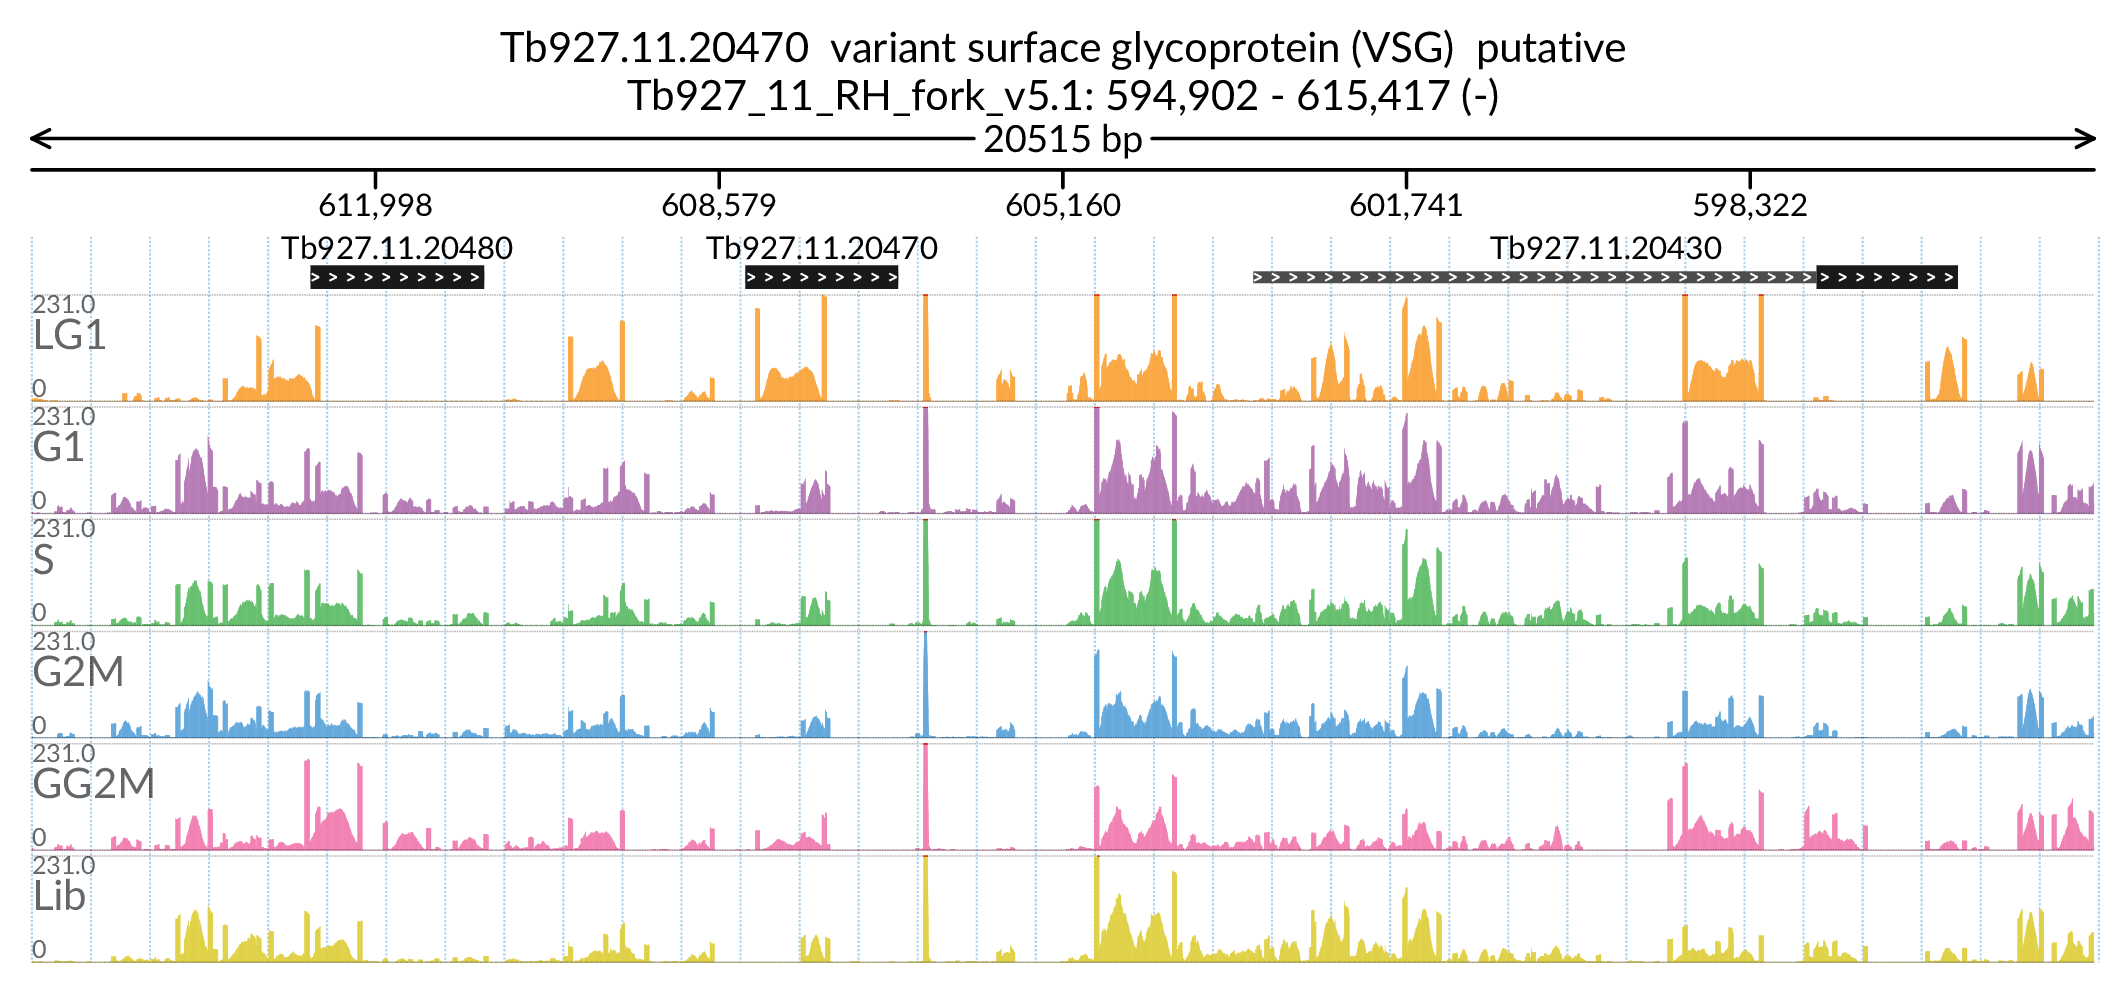 Tb927.11.20470 variant surface glycoprotein (VSG) putative
Tb927_11_RH_fork_v5.1: 594,902 - 615,417 (-)
20515 bp
611,998 608,579 605,160 601,741 598,322
Tb927.11.20480 Tb927.11.20470 Tb927.11.20430
231.0
LG1
0
231.0
G1
0
231.0
S
0
231.0
G2M
0
231.0
GG2M
0
231.0
Lib
0